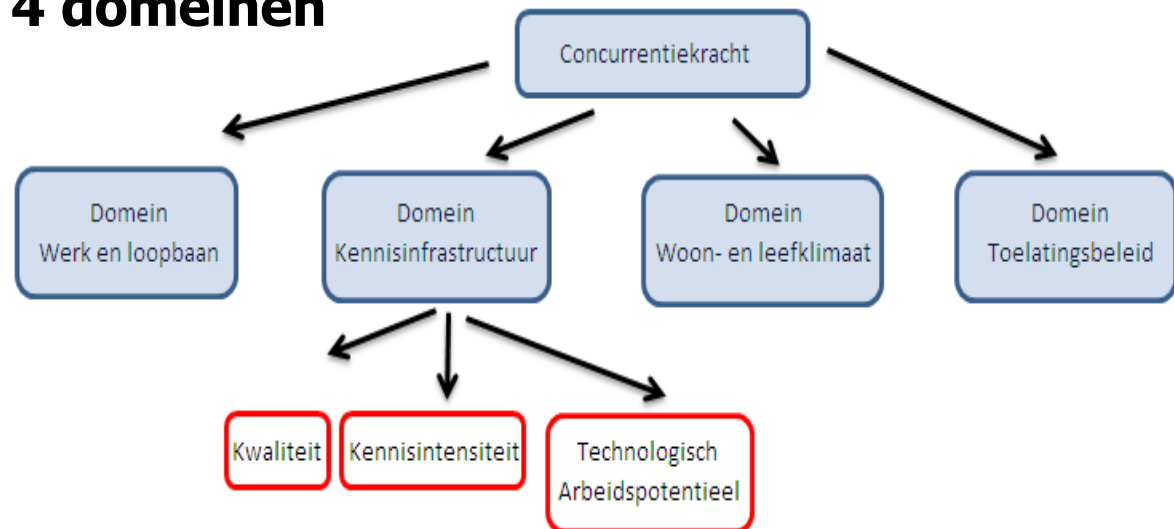 4 domeinen
Concurrentiekracht
Domein
Werk en loopbaan
Domein
Kennisinfrastructuur
Domein
Woon- en leefklimaat
Domein
Toelatingsbeleid
Kwaliteit
Kennisintensiteit
Technologisch
Arbeidspotentieel